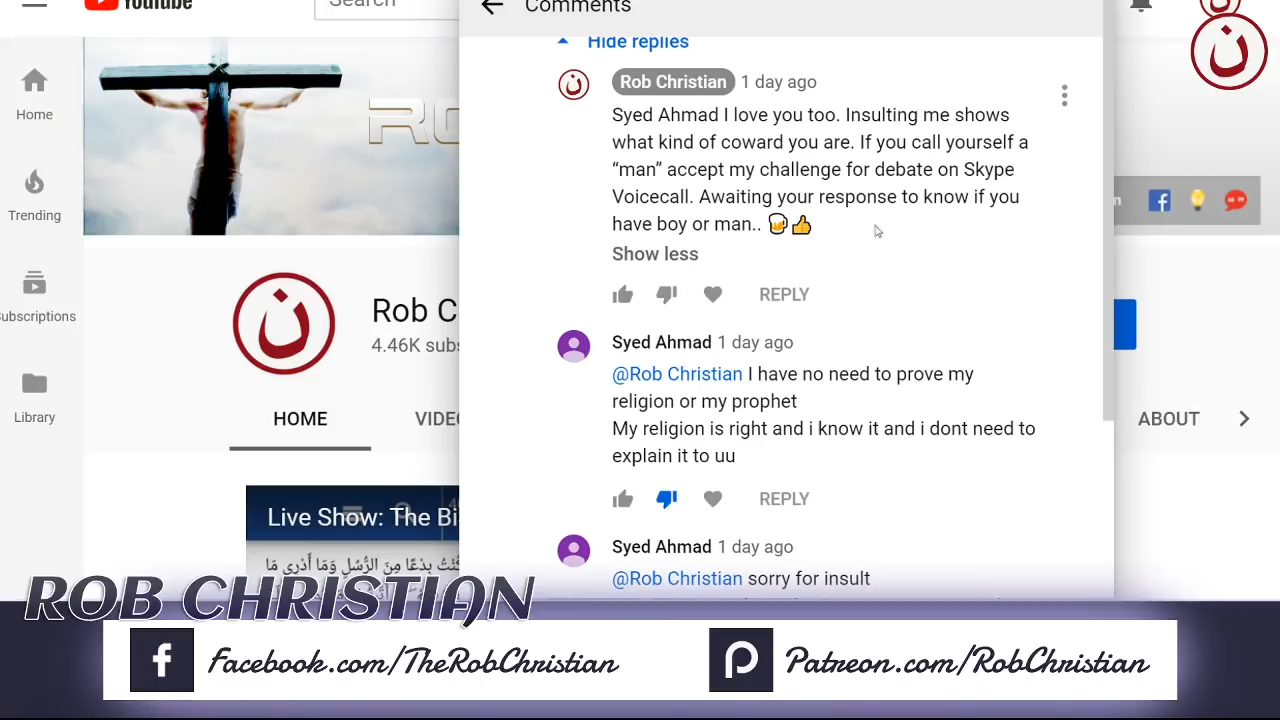 YouTube
Search
Comments
Hide replies
Home
Trending
Subscriptions
Library
Rob Christian 1 day ago
Syed Ahmad I love you too. Insulting me shows
what kind of coward you are. If you call yourself a
“man” accept my challenge for debate on Skype
Voicecall. Awaiting your response to know if you
have boy or man.. 🍺👍
Show less
REPLY
Syed Ahmad 1 day ago
@Rob Christian I have no need to prove my
religion or my prophet
My religion is right and i know it and i dont need to
explain it to uu
REPLY
Syed Ahmad 1 day ago
@Rob Christian sorry for insult
ن
ن
ن
Rob C
4.46K subs
HOME
VIDEO
ABOUT
Live Show: The Bi
كُنْتُ بِدْعًا مِنَ الرُّسُلِ وَمَا أَدْرِي مَا
ROB CHRISTIAN
Facebook.com/TheRobChristian
Patreon.com/RobChristian